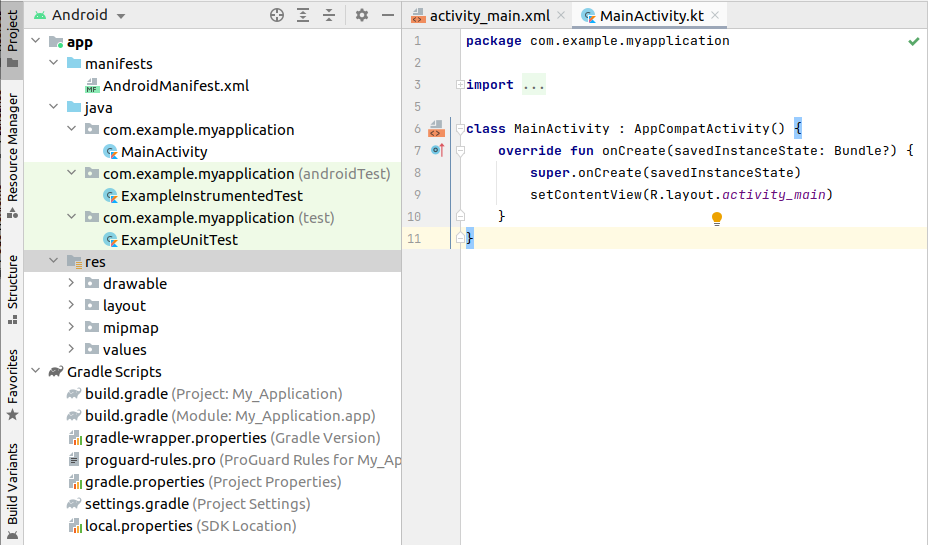 Project
Resource Manager
Structure
Favorites
Build Variants
Android
app
manifests
MF
AndroidManifest.xml
java
com.example.myapplication
MainActivity
com.example.myapplication (androidTest)
ExampleInstrumentedTest
com.example.myapplication (test)
ExampleUnitTest
res
drawable
layout
mipmap
values
Gradle Scripts
build.gradle (Project: My_Application)
build.gradle (Module: My_Application.app)
gradle-wrapper.properties (Gradle Version)
proguard-rules.pro (ProGuard Rules for My_Ap
gradle.properties (Project Properties)
settings.gradle (Project Settings)
local.properties (SDK Location)
activity_main.xml
MainActivity.kt
1 package com.example.myapplication
2
3 import ...
5
6 class MainActivity : AppCompatActivity() {
7 override fun onCreate(savedInstanceState: Bundle?) {
8 super.onCreate(savedInstanceState)
9 setContentView(R.layout.activity_main)
10 }
11 }